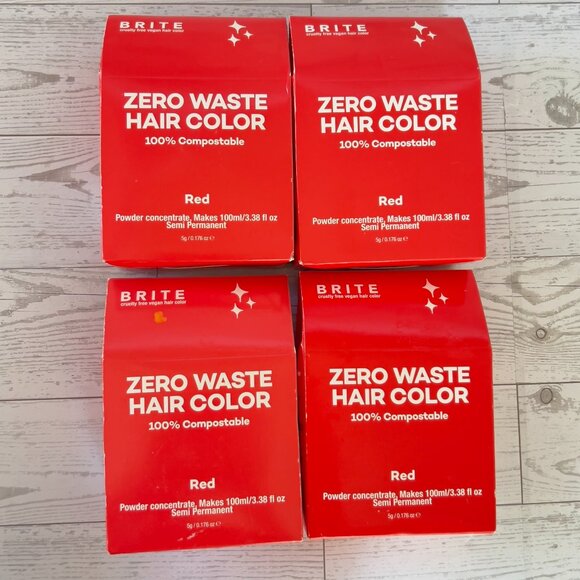 BRITE
cruelty free vegan hair color
ZERO WASTE
HAIR COLOR
100% Compostable
Red
Powder concentrate, Makes 100ml/3.38 fl oz
Semi Permanent
5g / 0.176 oz ℮
BRITE
cruelty free vegan hair color
ZERO WASTE
HAIR COLOR
100% Compostable
Red
Powder concentrate, Makes 100ml/3.38 fl oz
Semi Permanent
5g / 0.176 oz ℮
BRITE
cruelty free vegan hair color
ZERO WASTE
HAIR COLOR
100% Compostable
Red
Powder concentrate, Makes 100ml/3.38 fl oz
Semi Permanent
5g / 0.176 oz ℮
BRITE
cruelty free vegan hair color
ZERO WASTE
HAIR COLOR
100% Compostable
Red
Powder concentrate, Makes 100ml/3.38 fl oz
Semi Permanent
5g / 0.176 oz ℮